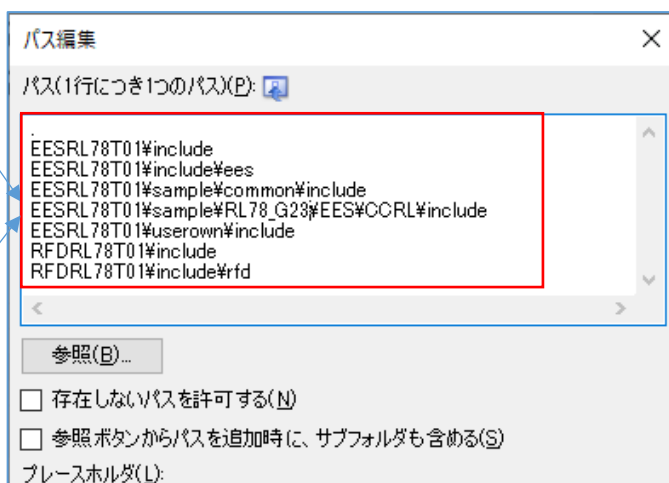 パス編集
パス(1行につき1つのパス)(P):
.
EESRL78T01¥include
EESRL78T01¥include¥ees
EESRL78T01¥sample¥common¥include
EESRL78T01¥sample¥RL78_G23¥EES¥CCRL¥include
EESRL78T01¥userown¥include
RFDRL78T01¥include
RFDRL78T01¥include¥rfd
参照(B)...
存在しないパスを許可する(N)
参照ボタンからパスを追加時に、サブフォルダも含める(S)
プレースホルダ(L):